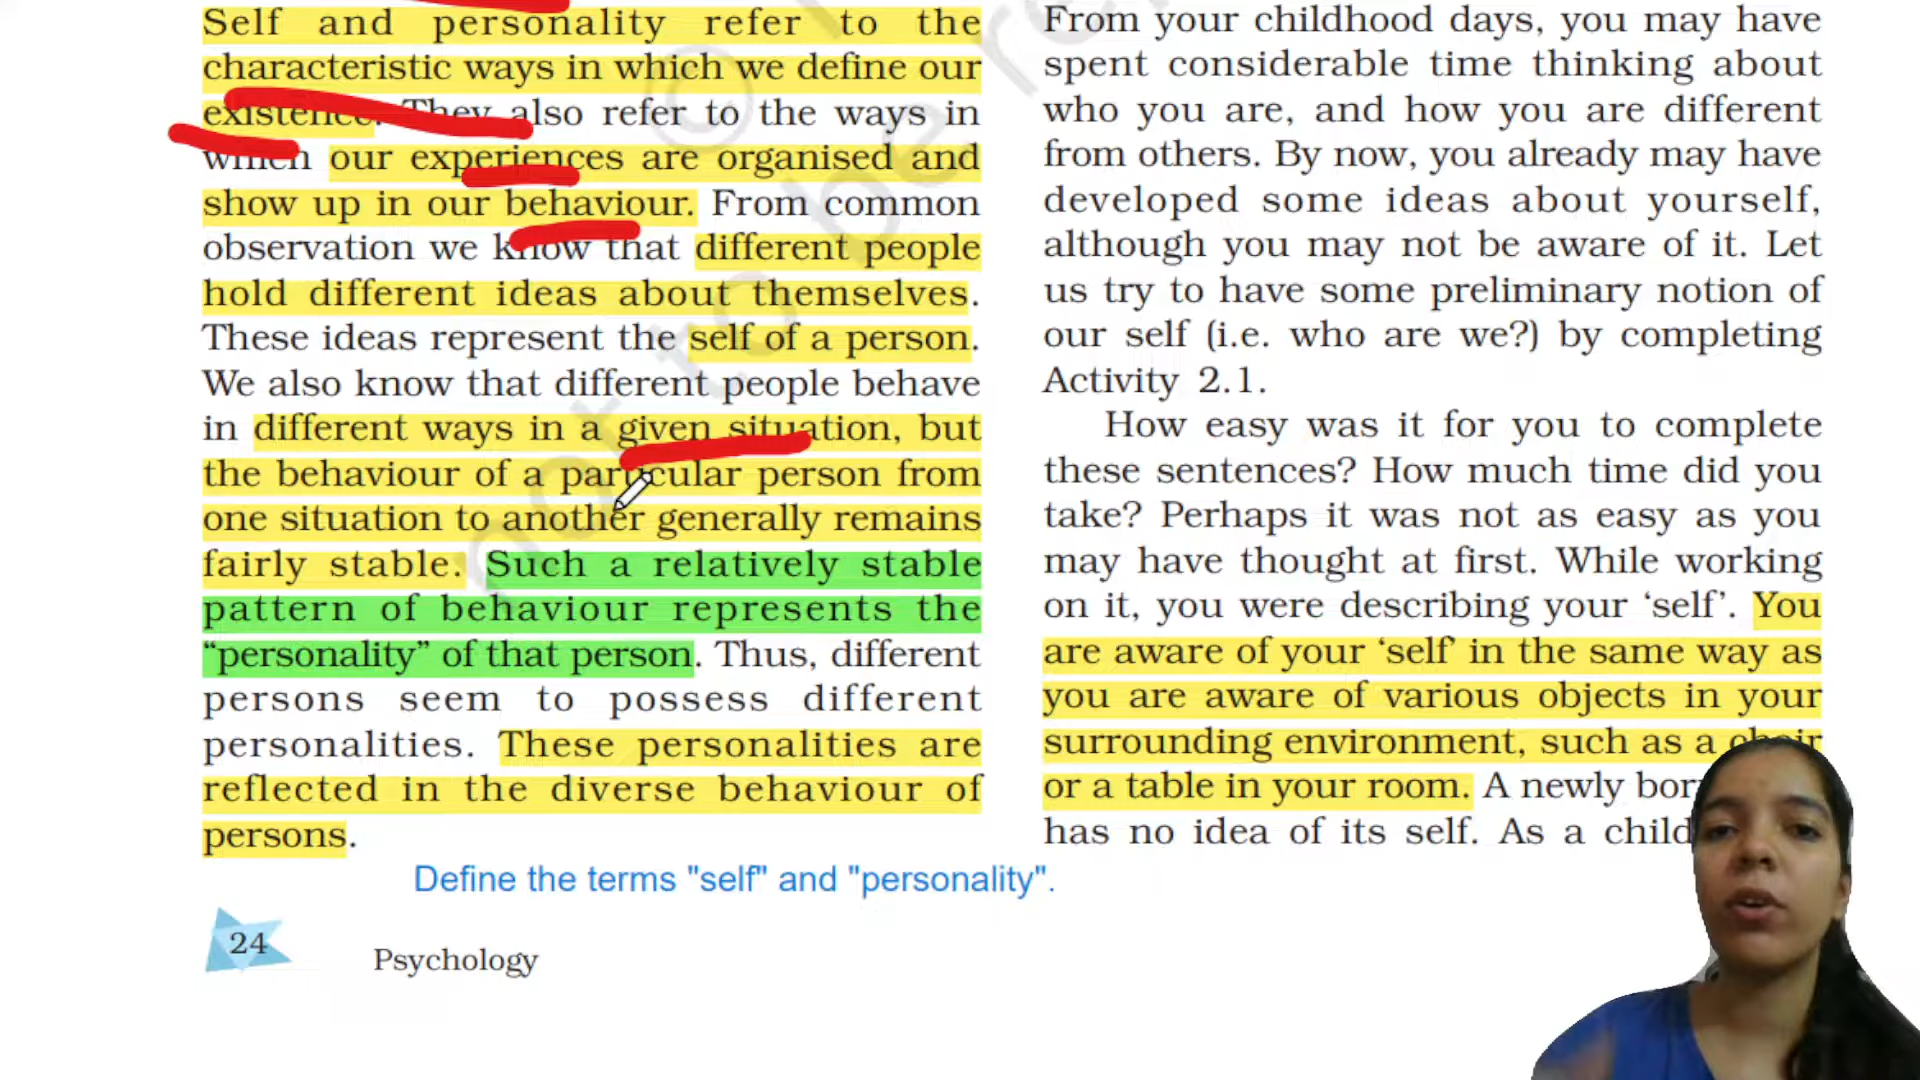 Self and personality refer to the
characteristic ways in which we define our
existence. They also refer to the ways in
which our experiences are organised and
show up in our behaviour. From common
observation we know that different people
hold different ideas about themselves.
These ideas represent the self of a person.
We also know that different people behave
in different ways in a given situation, but
the behaviour of a particular person from
one situation to another generally remains
fairly stable. Such a relatively stable
pattern of behaviour represents the
“personality” of that person. Thus, different
persons seem to possess different
personalities. These personalities are
reflected in the diverse behaviour of
persons.
Define the terms "self" and "personality".
24
Psychology
From your childhood days, you may have
spent considerable time thinking about
who you are, and how you are different
from others. By now, you already may have
developed some ideas about yourself,
although you may not be aware of it. Let
us try to have some preliminary notion of
our self (i.e. who are we?) by completing
Activity 2.1.
How easy was it for you to complete
these sentences? How much time did you
take? Perhaps it was not as easy as you
may have thought at first. While working
on it, you were describing your ‘self’. You
are aware of your ‘self’ in the same way as
you are aware of various objects in your
surrounding environment, such as a chair
or a table in your room. A newly
has no idea of its self. As a child
© not to be re